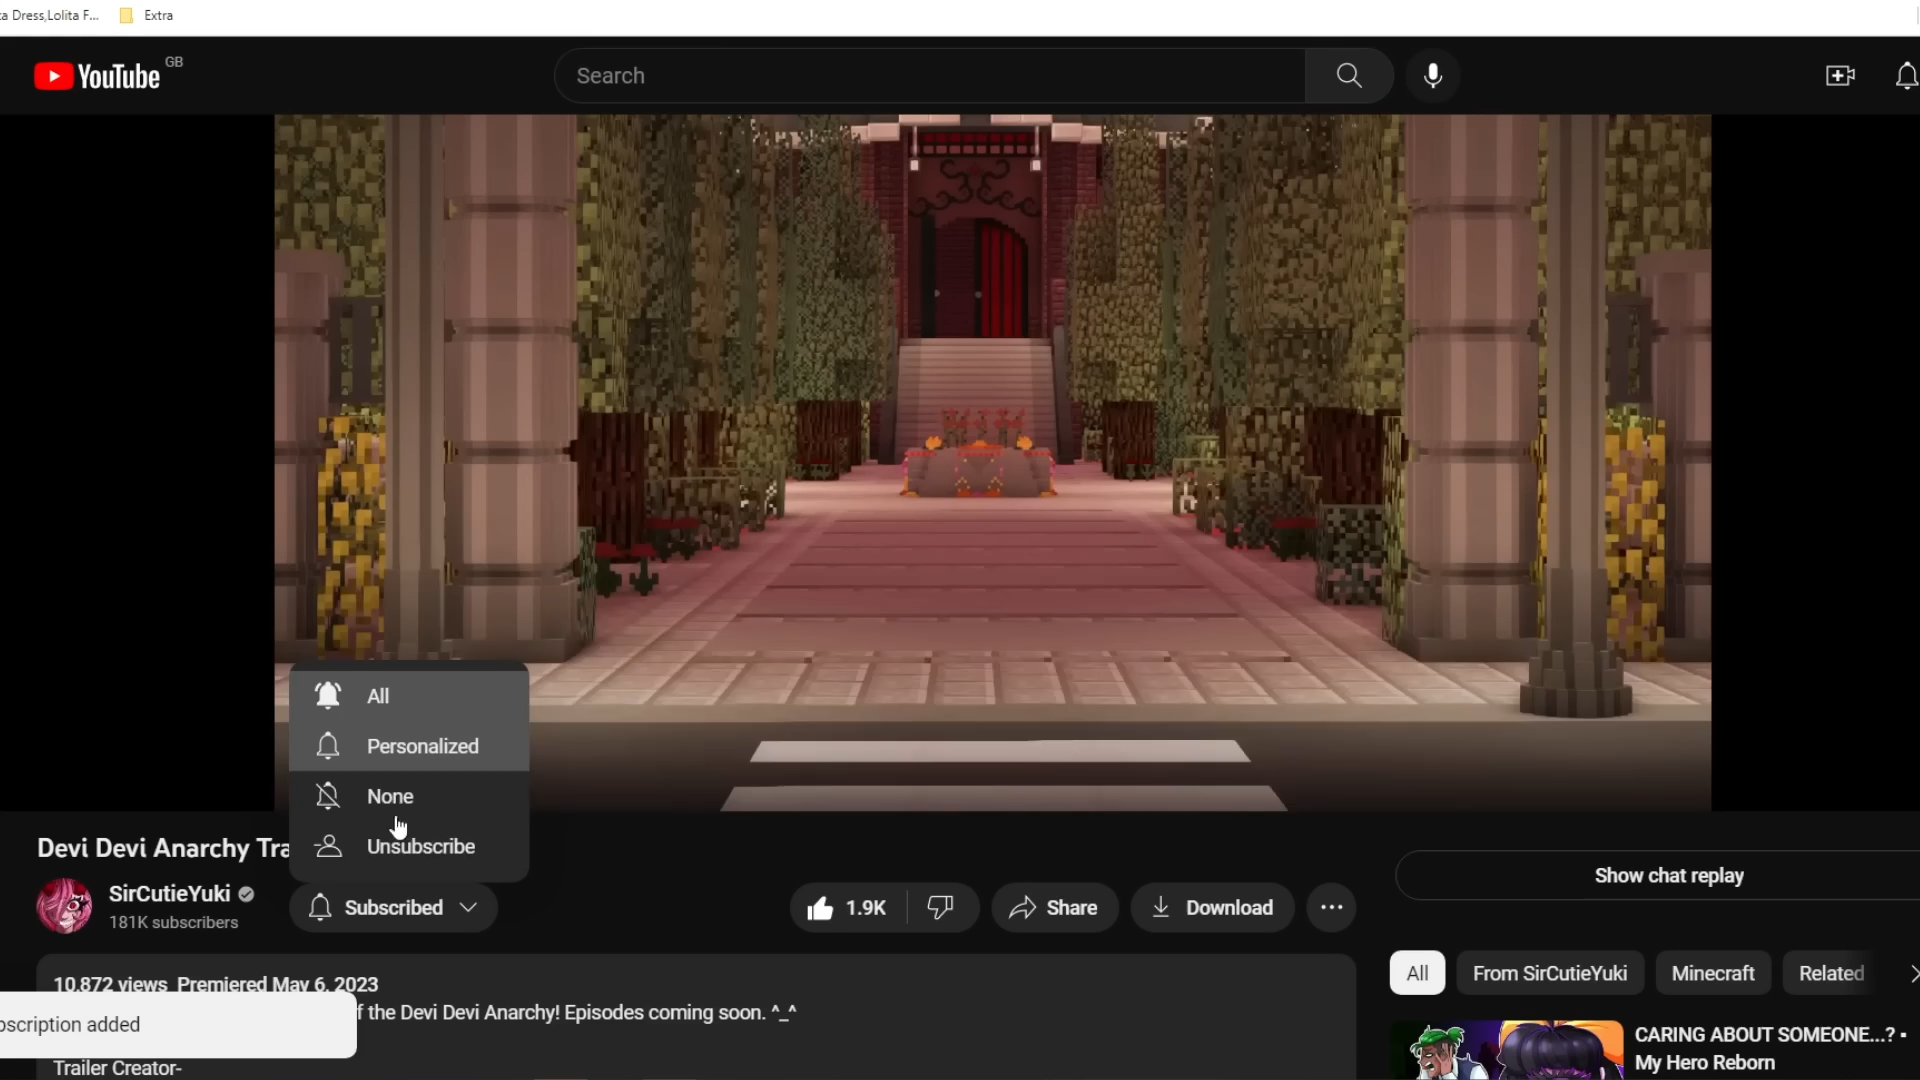 a Dress,Lolita F...
Extra
YouTube GB
Search
All
Personalized
None
Unsubscribe
Devi Devi Anarchy Tra
SirCutieYuki
181K subscribers
Subscribed
1.9K
Share
Download
Show chat replay
10,872 views Premiered May 6, 2023
f the Devi Devi Anarchy! Episodes coming soon. ^_^
bscription added
Trailer Creator-
All
From SirCutieYuki
Minecraft
Related
CARING ABOUT SOMEONE...? •
My Hero Reborn